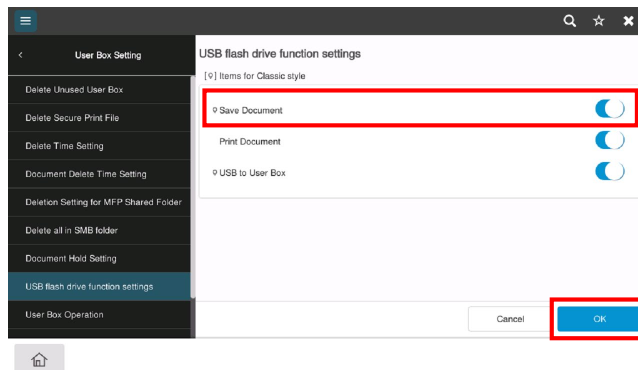 User Box Setting
Delete Unused User Box
Delete Secure Print File
Delete Time Setting
Document Delete Time Setting
Deletion Setting for MFP Shared Folder
Delete all in SMB folder
Document Hold Setting
USB flash drive function settings
User Box Operation
USB flash drive function settings
[ ] Items for Classic style
Save Document
Print Document
USB to User Box
Cancel
OK